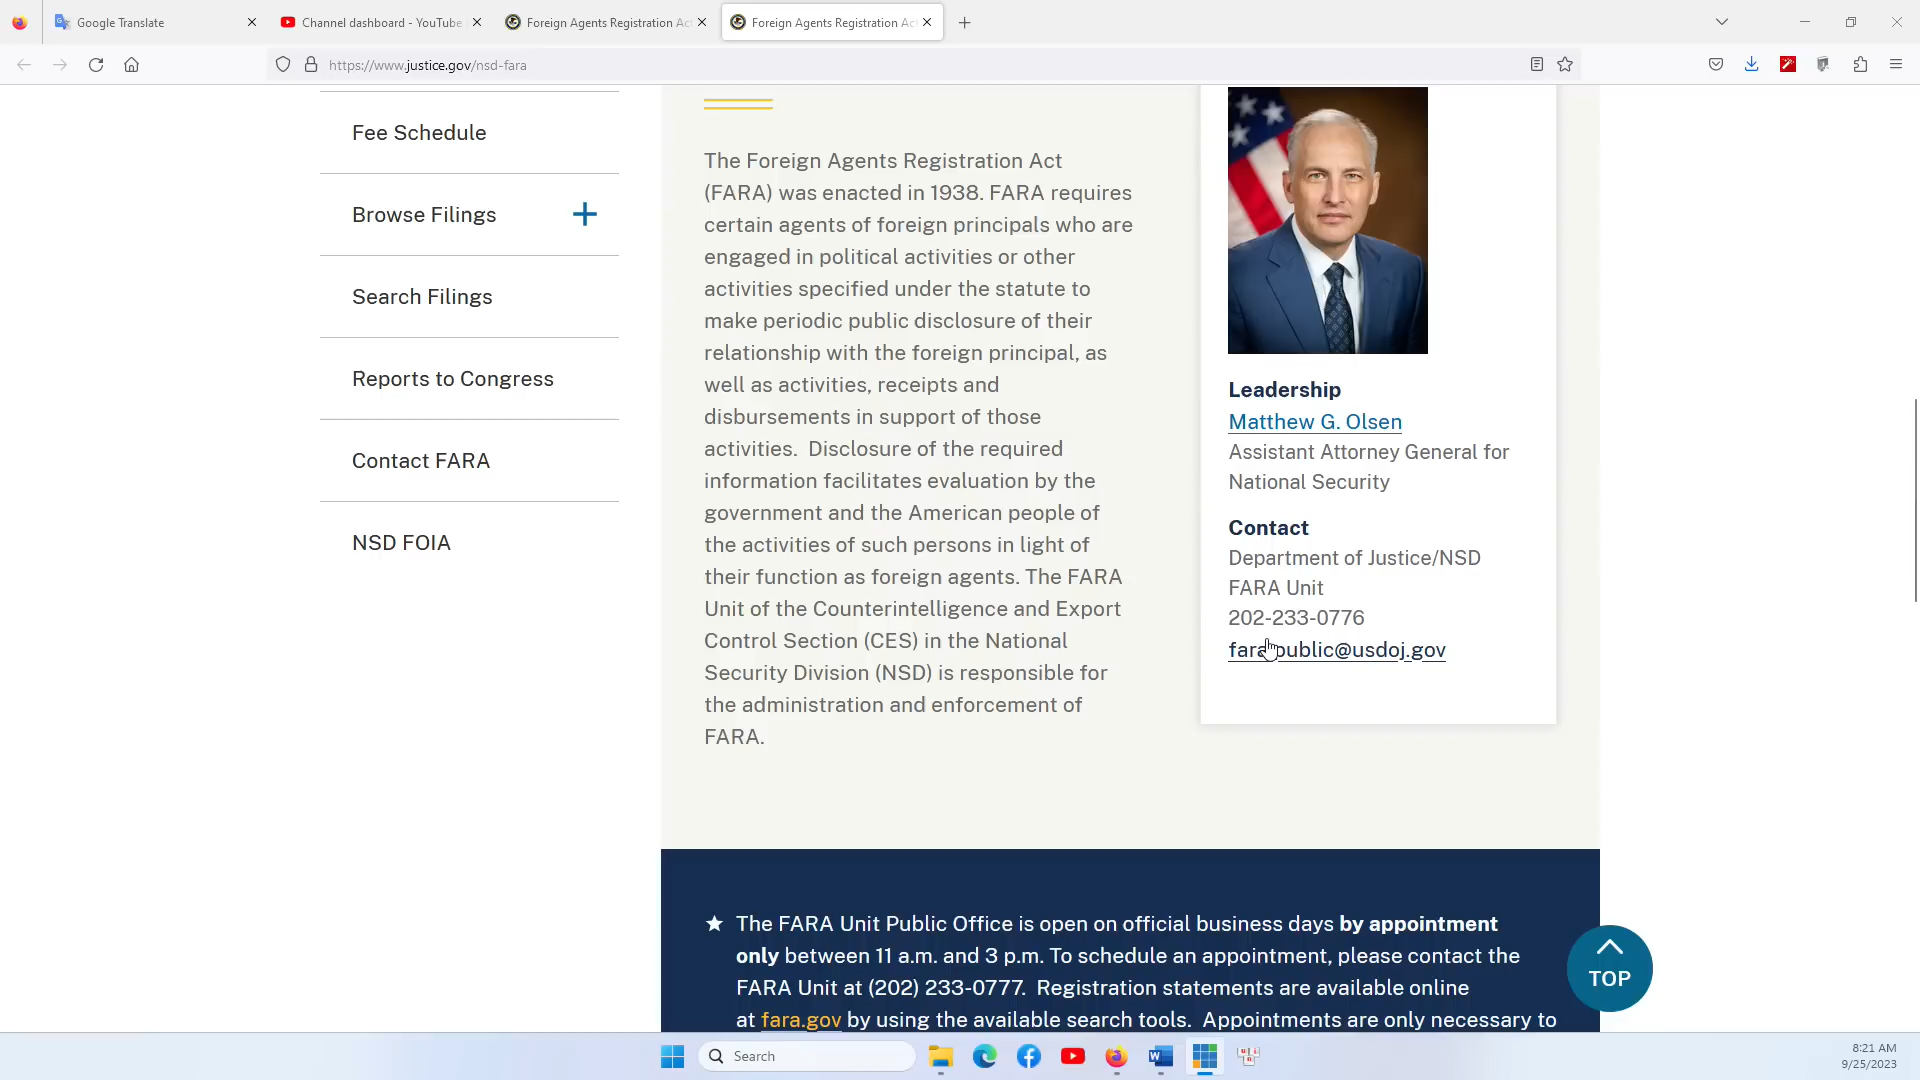 Google Translate
Channel dashboard - YouTube
Foreign Agents Registration Ac
Foreign Agents Registration Ac
https://www.justice.gov/nsd-fara
Fee Schedule
Browse Filings
Search Filings
Reports to Congress
Contact FARA
NSD FOIA
The Foreign Agents Registration Act
(FARA) was enacted in 1938. FARA requires
certain agents of foreign principals who are
engaged in political activities or other
activities specified under the statute to
make periodic public disclosure of their
relationship with the foreign principal, as
well as activities, receipts and
disbursements in support of those
activities.  Disclosure of the required
information facilitates evaluation by the
government and the American people of
the activities of such persons in light of
their function as foreign agents. The FARA
Unit of the Counterintelligence and Export
Control Section (CES) in the National
Security Division (NSD) is responsible for
the administration and enforcement of
FARA.
Leadership
Matthew G. Olsen
Assistant Attorney General for
National Security
Contact
Department of Justice/NSD
FARA Unit
202-233-0776
fara.public@usdoj.gov
★ The FARA Unit Public Office is open on official business days by appointment
only between 11 a.m. and 3 p.m. To schedule an appointment, please contact the
FARA Unit at (202) 233-0777.  Registration statements are available online
at fara.gov by using the available search tools.  Appointments are only necessary to
TOP
Search
8:21 AM
9/25/2023